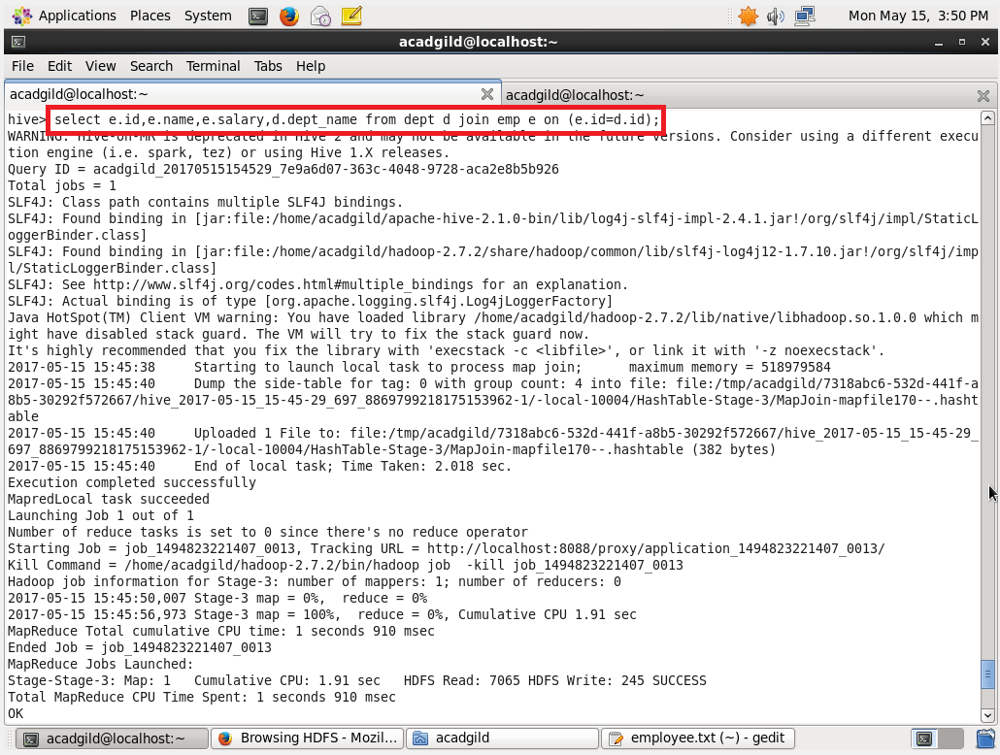 Applications Places System
Mon May 15, 3:50 PM
acadgild@localhost:~
File Edit View Search Terminal Tabs Help
acadgild@localhost:~
acadgild@localhost:~
hive> select e.id,e.name,e.salary,d.dept_name from dept d join emp e on (e.id=d.id);
WARNING: Hive-on-MR is deprecated in Hive 2 and may not be available in the future versions. Consider using a different execu
tion engine (i.e. spark, tez) or using Hive 1.X releases.
Query ID = acadgild_20170515154529_7e9a6d07-363c-4048-9728-aca2e8b5b926
Total jobs = 1
SLF4J: Class path contains multiple SLF4J bindings.
SLF4J: Found binding in [jar:file:/home/acadgild/apache-hive-2.1.0-bin/lib/log4j-slf4j-impl-2.4.1.jar!/org/slf4j/impl/StaticL
oggerBinder.class]
SLF4J: Found binding in [jar:file:/home/acadgild/hadoop-2.7.2/share/hadoop/common/lib/slf4j-log4j12-1.7.10.jar!/org/slf4j/imp
l/StaticLoggerBinder.class]
SLF4J: See http://www.slf4j.org/codes.html#multiple_bindings for an explanation.
SLF4J: Actual binding is of type [org.apache.logging.slf4j.Log4jLoggerFactory]
Java HotSpot(TM) Client VM warning: You have loaded library /home/acadgild/hadoop-2.7.2/lib/native/libhadoop.so.1.0.0 which m
ight have disabled stack guard. The VM will try to fix the stack guard now.
It's highly recommended that you fix the library with 'execstack -c <libfile>', or link it with '-z noexecstack'.
2017-05-15 15:45:38 Starting to launch local task to process map join; maximum memory = 518979584
2017-05-15 15:45:40 Dump the side-table for tag: 0 with group count: 4 into file: file:/tmp/acadgild/7318abc6-532d-441f-a
8b5-30292f572667/hive_2017-05-15_15-45-29_697_8869799218175153962-1/-local-10004/HashTable-Stage-3/MapJoin-mapfile170--.hasht
able
2017-05-15 15:45:40 Uploaded 1 File to: file:/tmp/acadgild/7318abc6-532d-441f-a8b5-30292f572667/hive_2017-05-15_15-45-29_
697_8869799218175153962-1/-local-10004/HashTable-Stage-3/MapJoin-mapfile170--.hashtable (382 bytes)
2017-05-15 15:45:40 End of local task; Time Taken: 2.018 sec.
Execution completed successfully
MapredLocal task succeeded
Launching Job 1 out of 1
Number of reduce tasks is set to 0 since there's no reduce operator
Starting Job = job_1494823221407_0013, Tracking URL = http://localhost:8088/proxy/application_1494823221407_0013/
Kill Command = /home/acadgild/hadoop-2.7.2/bin/hadoop job -kill job_1494823221407_0013
Hadoop job information for Stage-3: number of mappers: 1; number of reducers: 0
2017-05-15 15:45:50,007 Stage-3 map = 0%, reduce = 0%
2017-05-15 15:45:56,973 Stage-3 map = 100%, reduce = 0%, Cumulative CPU 1.91 sec
MapReduce Total cumulative CPU time: 1 seconds 910 msec
Ended Job = job_1494823221407_0013
MapReduce Jobs Launched:
Stage-Stage-3: Map: 1 Cumulative CPU: 1.91 sec HDFS Read: 7065 HDFS Write: 245 SUCCESS
Total MapReduce CPU Time Spent: 1 seconds 910 msec
OK
acadgild@localhost:~
Browsing HDFS - Mozil...
acadgild
employee.txt (~) - gedit